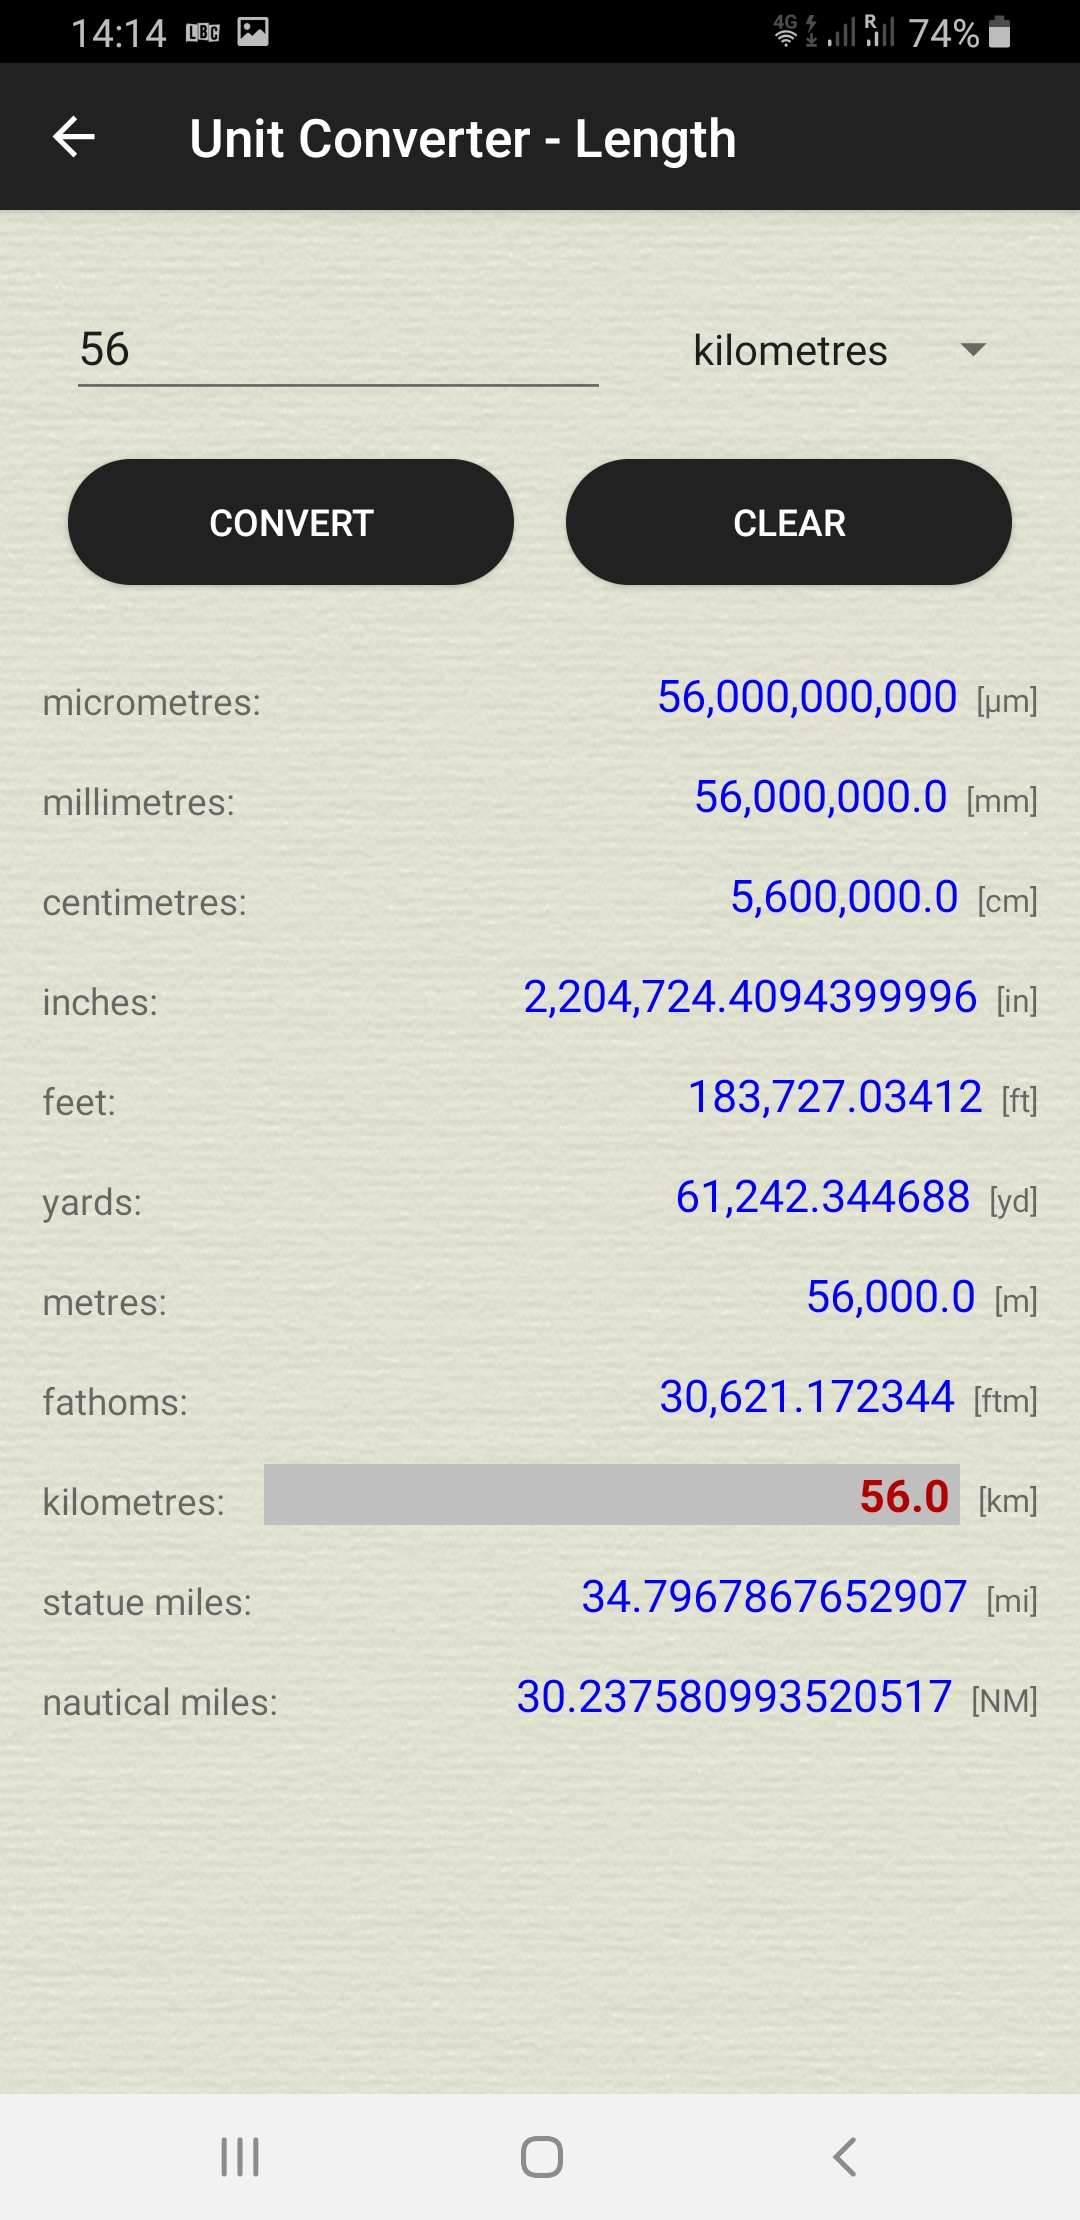 14:14 LBC 4G R 74%
Unit Converter - Length
56 kilometres
CONVERT CLEAR
micrometres: 56,000,000,000 [µm]
millimetres: 56,000,000.0 [mm]
centimetres: 5,600,000.0 [cm]
inches: 2,204,724.4094399996 [in]
feet: 183,727.03412 [ft]
yards: 61,242.344688 [yd]
metres: 56,000.0 [m]
fathoms: 30,621.172344 [ftm]
kilometres: 56.0 [km]
statue miles: 34.7967867652907 [mi]
nautical miles: 30.237580993520517 [NM]